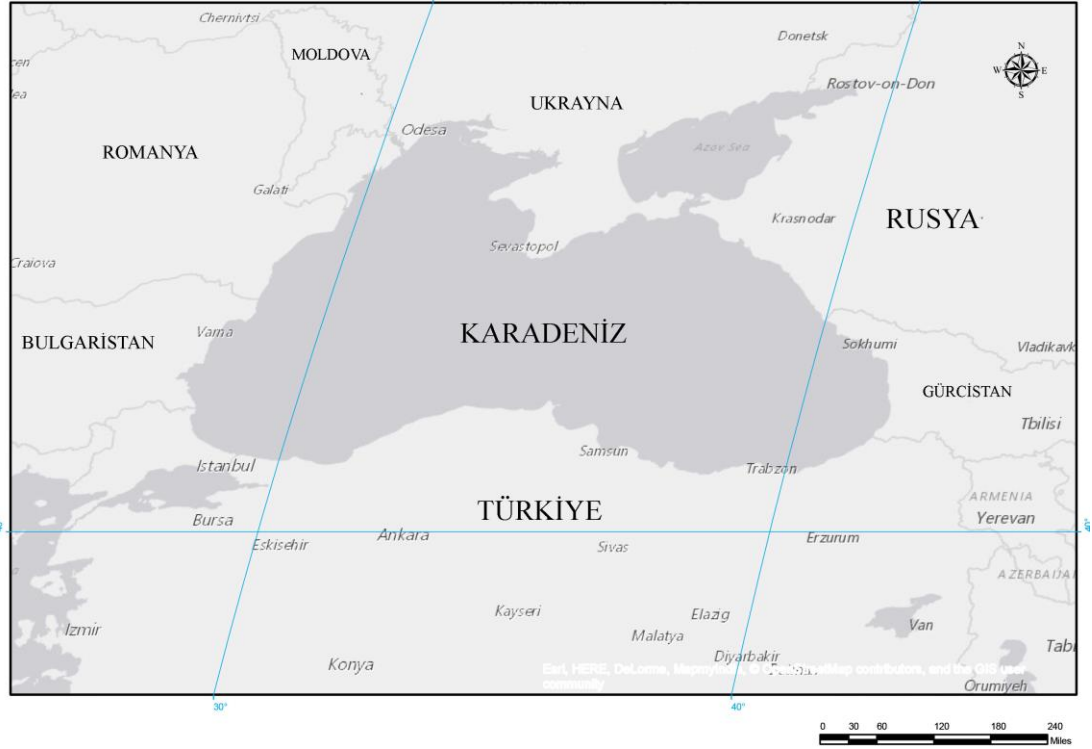 Chernivtsi
MOLDOVA
Donetsk
N
W E
S
Rostov-on-Don
UKRAYNA
Odesa
Azov Sea
ROMANYA
Galati
Krasnodar
RUSYA
Sevastopol
Craiova
Varna
KARADENİZ
BULGARİSTAN
Sokhumi
Vladikavk
GÜRCİSTAN
Tbilisi
Samsun
Istanbul
Trabzon
ARMENIA
TÜRKİYE
Yerevan
Bursa
40°
Ankara
Eskisehir
Sivas
Erzurum
AZERBAIJA
Kayseri
Elazig
Malatya
Van
Izmir
Tabi
Konya
Diyarbakir
Esri, HERE, DeLorme, MapmyIndia, © OpenStreetMap contributors, and the GIS user
community
Orumiyeh
30°
40°
0 30 60 120 180 240
Miles